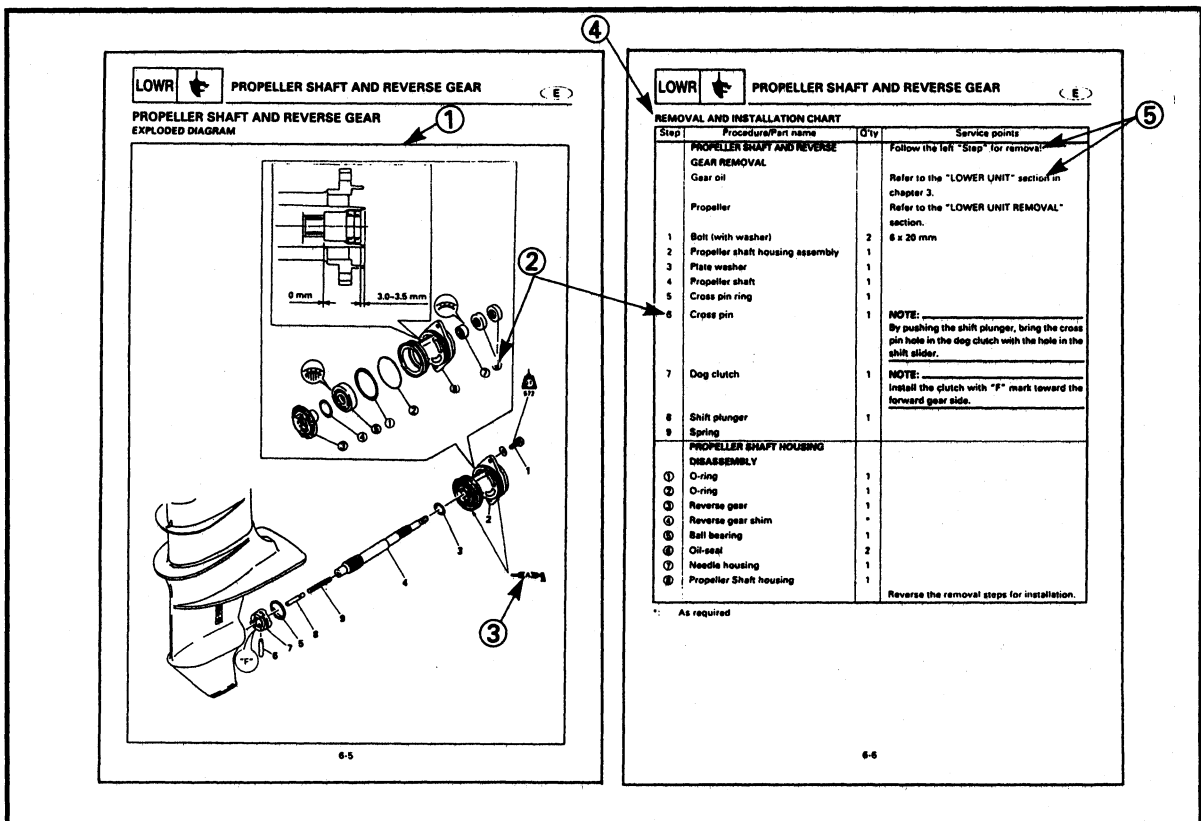 ④
LOWR
PROPELLER SHAFT AND REVERSE GEAR
E
PROPELLER SHAFT AND REVERSE GEAR
EXPLODED DIAGRAM
①
0 mm
3.0–3.5 mm
②
⑦
⑧
②
①
④
③
572
1
2
3
4
9
8
5
7
6
"F"
③
6-5
LOWR
PROPELLER SHAFT AND REVERSE GEAR
E
⑤
REMOVAL AND INSTALLATION CHART
Step Procedure/Part name Q'ty Service points
PROPELLER SHAFT AND REVERSE Follow the left "Step" for removal.
GEAR REMOVAL
Gear oil Refer to the "LOWER UNIT" section in
chapter 3.
Propeller Refer to the "LOWER UNIT REMOVAL"
section.
1 Bolt (with washer) 2 6 x 20 mm
2 Propeller shaft housing assembly 1
3 Plate washer 1
4 Propeller shaft 1
5 Cross pin ring 1
6 Cross pin 1 NOTE:
By pushing the shift plunger, bring the cross
pin hole in the dog clutch with the hole in the
shift slider.
7 Dog clutch 1 NOTE:
Install the clutch with "F" mark toward the
forward gear side.
8 Shift plunger 1
9 Spring
PROPELLER SHAFT HOUSING
DISASSEMBLY
① O-ring 1
② O-ring 1
③ Reverse gear 1
④ Reverse gear shim *
⑤ Ball bearing 1
⑥ Oil-seal 2
⑦ Needle housing 1
⑧ Propeller Shaft housing 1
Reverse the removal steps for installation.
*: As required
6-6